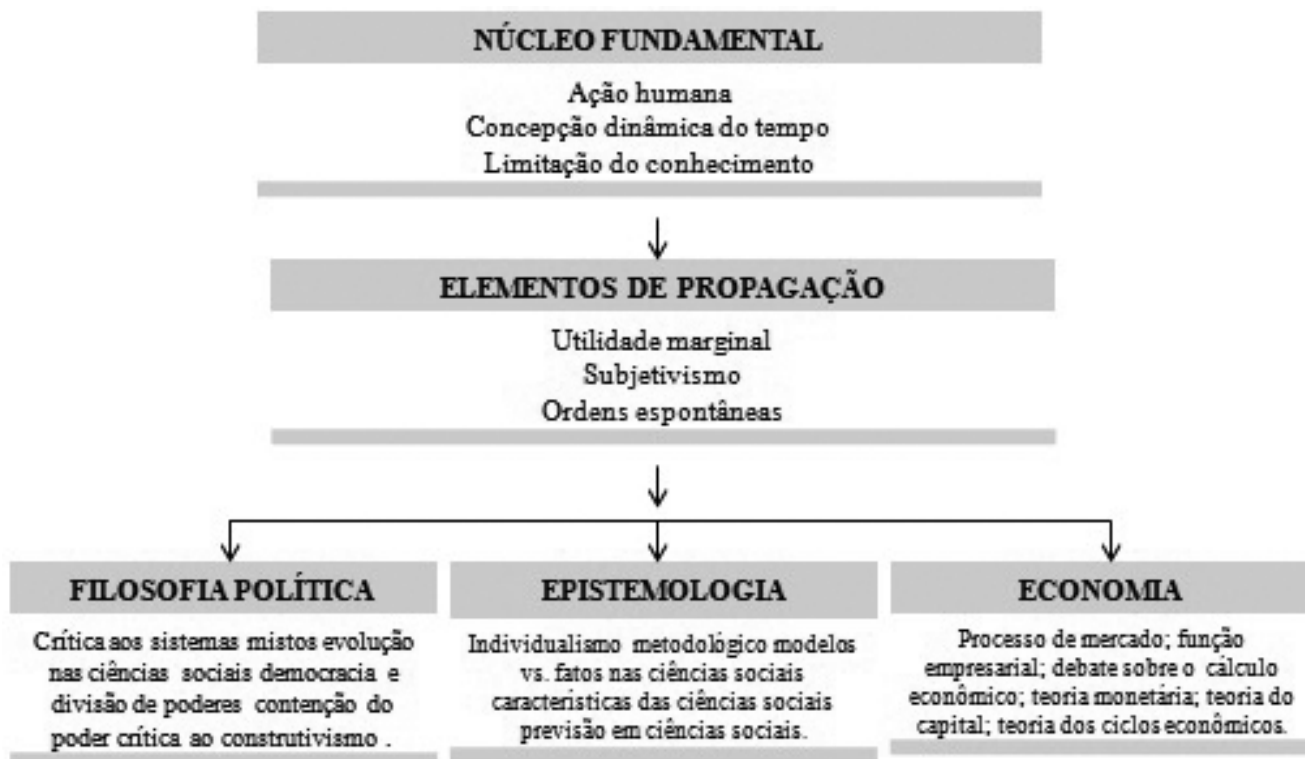 NÚCLEO FUNDAMENTAL
Ação humana
Concepção dinâmica do tempo
Limitação do conhecimento
ELEMENTOS DE PROPAGAÇÃO
Utilidade marginal
Subjetivismo
Ordens espontâneas
FILOSOFIA POLÍTICA
Crítica aos sistemas mistos evolução
nas ciências sociais democracia e
divisão de poderes contenção do
poder crítica ao construtivismo .
EPISTEMOLOGIA
Individualismo metodológico modelos
vs. fatos nas ciências sociais
características das ciências sociais
previsão em ciências sociais.
ECONOMIA
Processo de mercado; função
empresarial; debate sobre o cálculo
econômico; teoria monetária; teoria do
capital; teoria dos ciclos econômicos.